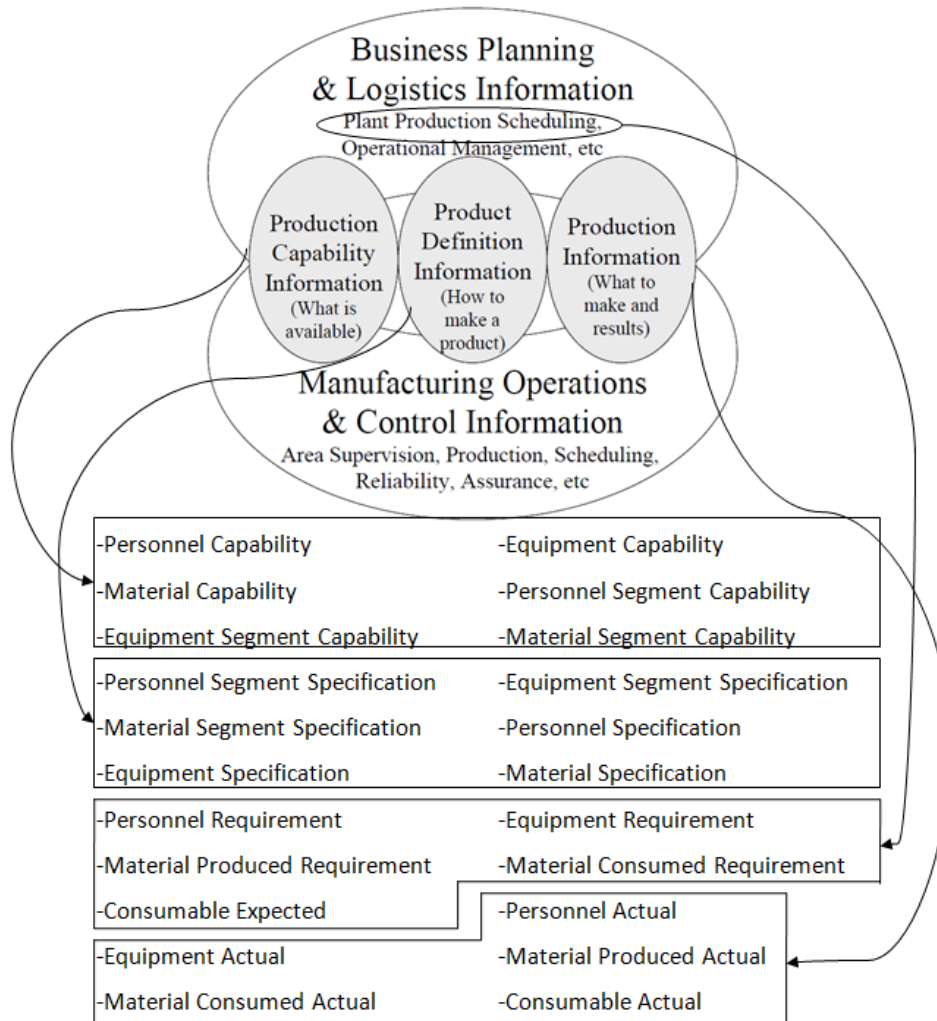 Business Planning
& Logistics Information
Plant Production Scheduling,
Operational Management, etc
Production
Capability
Information
(What is
available)
Product
Definition
Information
(How to
make a
product)
Production
Information
(What to
make and
results)
Manufacturing Operations
& Control Information
Area Supervision, Production, Scheduling,
Reliability, Assurance, etc
-Personnel Capability
-Equipment Capability
-Material Capability
-Personnel Segment Capability
-Equipment Segment Capability
-Material Segment Capability
-Personnel Segment Specification
-Equipment Segment Specification
-Material Segment Specification
-Personnel Specification
-Equipment Specification
-Material Specification
-Personnel Requirement
-Equipment Requirement
-Material Produced Requirement
-Material Consumed Requirement
-Consumable Expected
-Personnel Actual
-Equipment Actual
-Material Produced Actual
-Material Consumed Actual
-Consumable Actual